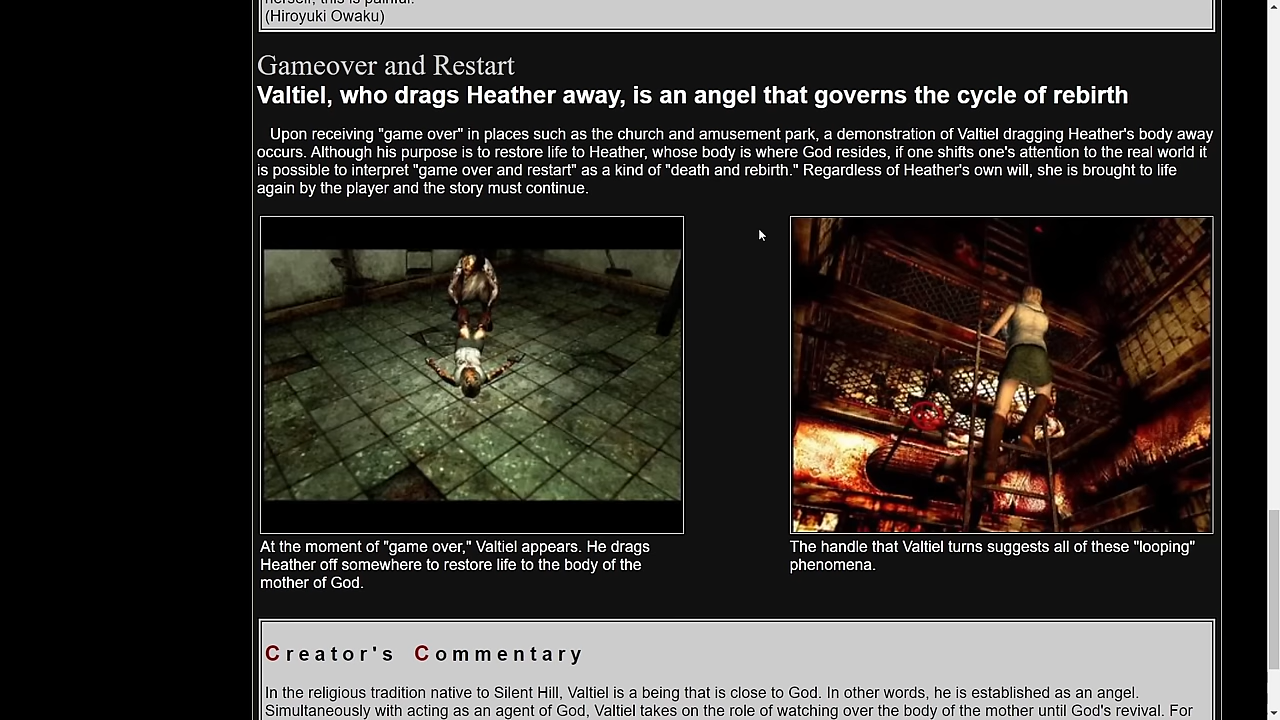 herself, this is painful.
(Hiroyuki Owaku)
Gameover and Restart
Valtiel, who drags Heather away, is an angel that governs the cycle of rebirth
Upon receiving "game over" in places such as the church and amusement park, a demonstration of Valtiel dragging Heather's body away
occurs. Although his purpose is to restore life to Heather, whose body is where God resides, if one shifts one's attention to the real world it
is possible to interpret "game over and restart" as a kind of "death and rebirth." Regardless of Heather's own will, she is brought to life
again by the player and the story must continue.
At the moment of "game over," Valtiel appears. He drags
Heather off somewhere to restore life to the body of the
mother of God.
The handle that Valtiel turns suggests all of these "looping"
phenomena.
Creator's Commentary
In the religious tradition native to Silent Hill, Valtiel is a being that is close to God. In other words, he is established as an angel.
Simultaneously with acting as an agent of God, Valtiel takes on the role of watching over the body of the mother until God's revival. For